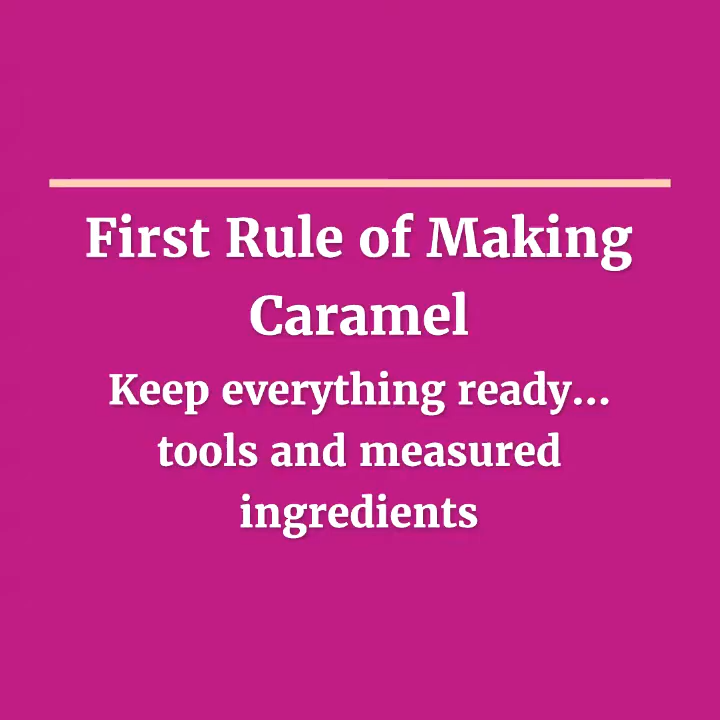 First Rule of Making
Caramel
Keep everything ready...
tools and measured
ingredients